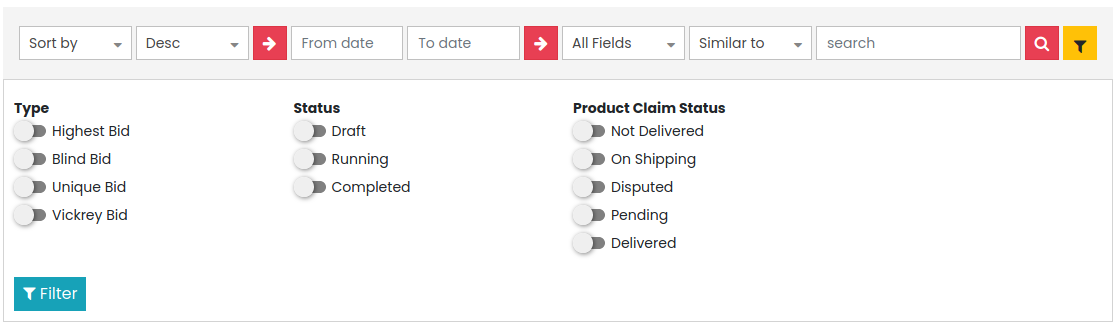 Sort by Desc From date To date All Fields Similar to search
Type Status Product Claim Status
Highest Bid Draft Not Delivered
Blind Bid Running On Shipping
Unique Bid Completed Disputed
Vickrey Bid Pending
Delivered
Filter